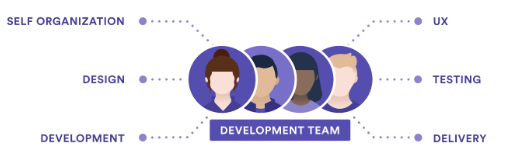 SELF ORGANIZATION
UX
DESIGN
TESTING
DEVELOPMENT TEAM
DEVELOPMENT
DELIVERY